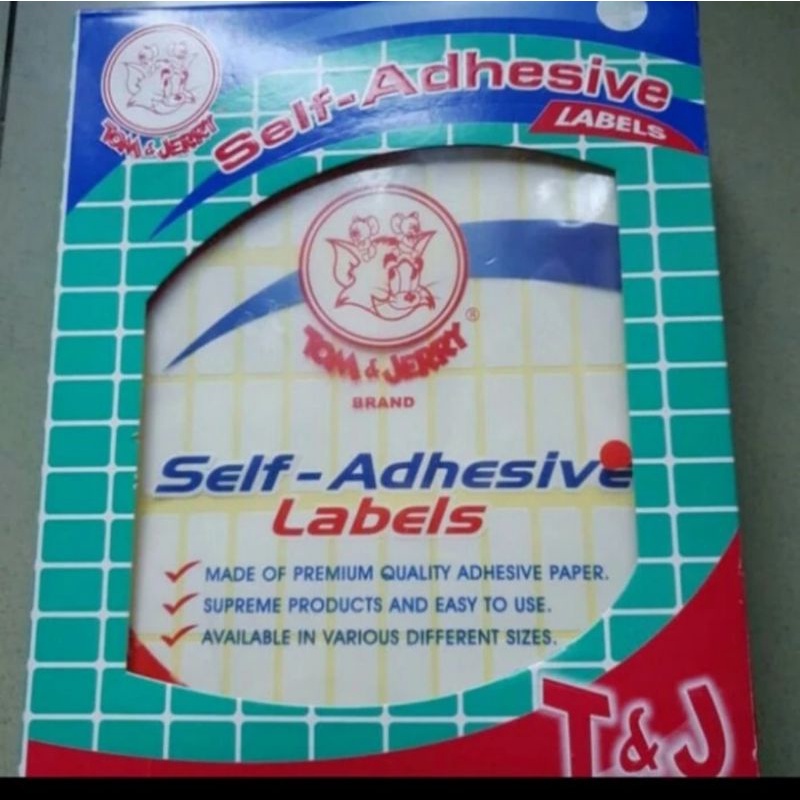 TOM & JERRY
Self-Adhesive
LABELS
TOM & JERRY ®
BRAND
Self-Adhesive
Labels
MADE OF PREMIUM QUALITY ADHESIVE PAPER.
SUPREME PRODUCTS AND EASY TO USE.
AVAILABLE IN VARIOUS DIFFERENT SIZES.
T&J